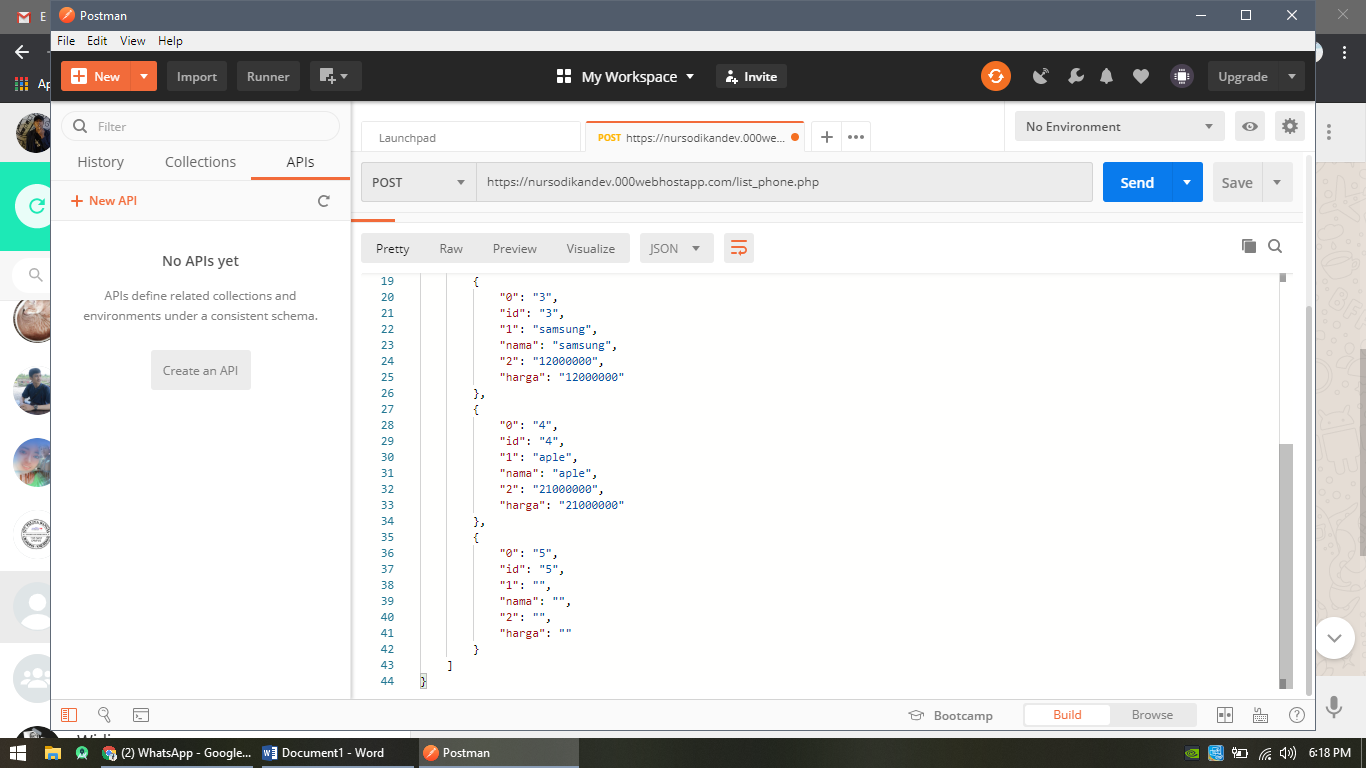 E
Postman
File Edit View Help
Ap
New
Import
Runner
My Workspace
Invite
Upgrade
Filter
History Collections APIs
+ New API
No APIs yet
APIs define related collections and
environments under a consistent schema.
Create an API
Launchpad
POST https://nursodikandev.000we...
No Environment
POST
https://nursodikandev.000webhostapp.com/list_phone.php
Send
Save
Pretty Raw Preview Visualize JSON
19 {
20 "0": "3",
21 "id": "3",
22 "1": "samsung",
23 "nama": "samsung",
24 "2": "12000000",
25 "harga": "12000000"
26 },
27 {
28 "0": "4",
29 "id": "4",
30 "1": "aple",
31 "nama": "aple",
32 "2": "21000000",
33 "harga": "21000000"
34 },
35 {
36 "0": "5",
37 "id": "5",
38 "1": "",
39 "nama": "",
40 "2": "",
41 "harga": ""
42 }
43 ]
44 }
Bootcamp
Build Browse
(2) WhatsApp - Google...
Document1 - Word
Postman
6:18 PM